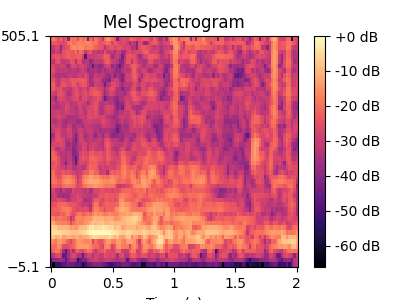 Mel Spectrogram
505.1
−5.1
0
0.5
1
1.5
2
+0 dB
-10 dB
-20 dB
-30 dB
-40 dB
-50 dB
-60 dB